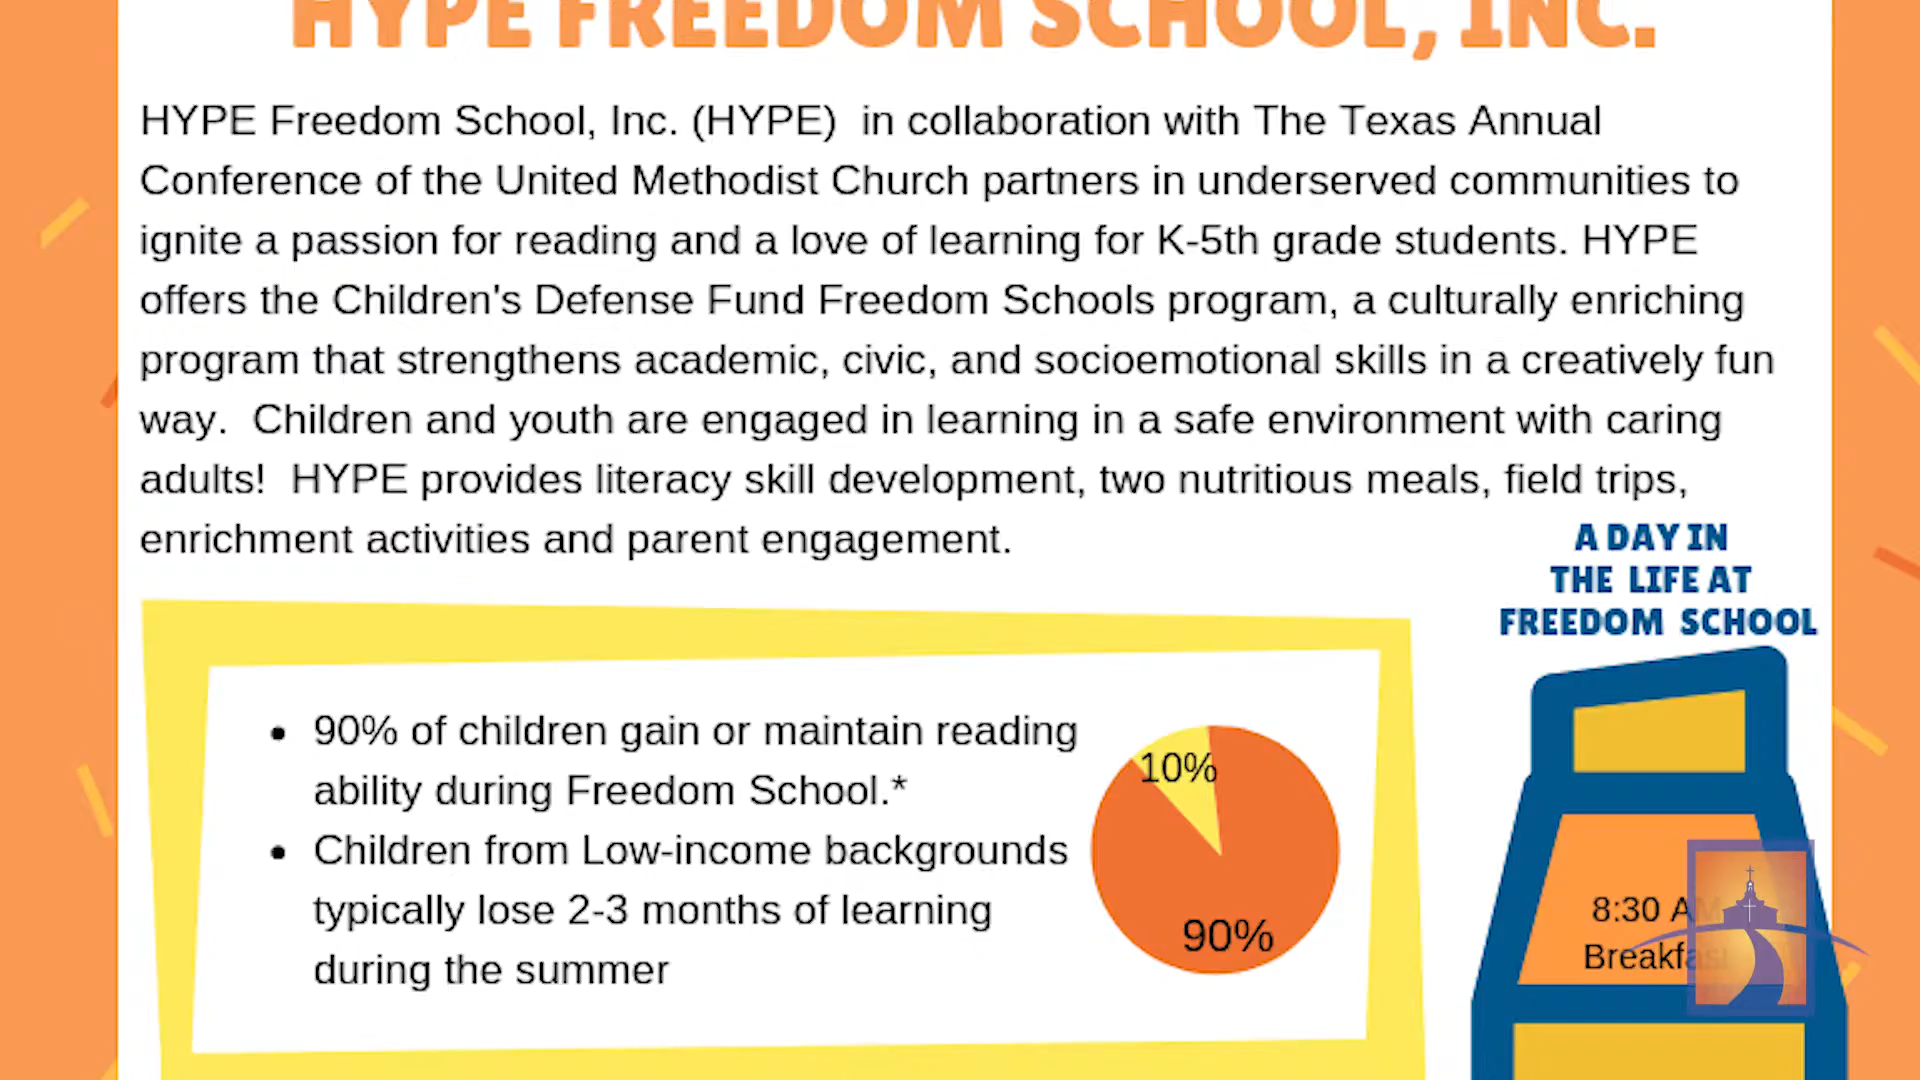 HYPE FREEDOM SCHOOL, INC.
HYPE Freedom School, Inc. (HYPE)  in collaboration with The Texas Annual
Conference of the United Methodist Church partners in underserved communities to
ignite a passion for reading and a love of learning for K-5th grade students. HYPE
offers the Children's Defense Fund Freedom Schools program, a culturally enriching
program that strengthens academic, civic, and socioemotional skills in a creatively fun
way.  Children and youth are engaged in learning in a safe environment with caring
adults!  HYPE provides literacy skill development, two nutritious meals, field trips,
enrichment activities and parent engagement.
A DAY IN
THE LIFE AT
FREEDOM SCHOOL
• 90% of children gain or maintain reading
ability during Freedom School.*
• Children from Low-income backgrounds
typically lose 2-3 months of learning
during the summer
10%
90%
8:30 AM
Breakfast